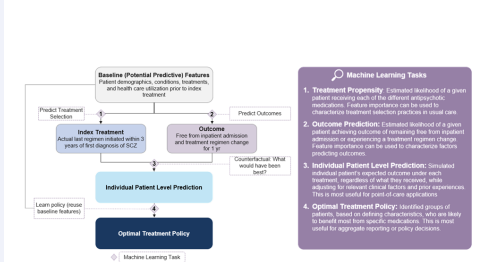 Baseline (Potential Predictive) Features
Patient demographics, conditions, treatments,
and health care utilization prior to index
treatment
Predict Treatment
Selection
1
2
Predict Outcomes
Index Treatment
Actual last regimen initiated within 3
years of first diagnosis of SCZ
Outcome
Free from inpatient admission
and treatment regimen change
for 1 yr
3
Counterfactual: What
would have been
best?
Individual Patient Level Prediction
Learn policy (reuse
baseline features)
4
Optimal Treatment Policy
Machine Learning Task
Machine Learning Tasks
1. Treatment Propensity: Estimated likelihood of a given
patient receiving each of the different antipsychotic
medications. Feature importance can be used to
characterize treatment selection practices in usual care
2. Outcome Prediction: Estimated likelihood of a given
patient achieving outcome of remaining free from inpatient
admission or experiencing a treatment regimen change
Feature importance can be used to characterize factors
predicting outcomes
3. Individual Patient Level Prediction: Simulated
individual patient's expected outcome under each
treatment, regardless of what they received, while
adjusting for relevant clinical factors and prior experiences
This is most useful for point-of-care applications
4. Optimal Treatment Policy: Identified groups of
patients, based on defining characteristics, who are likely
to benefit most from specific medications. This is most
useful for aggregate reporting or policy decisions.